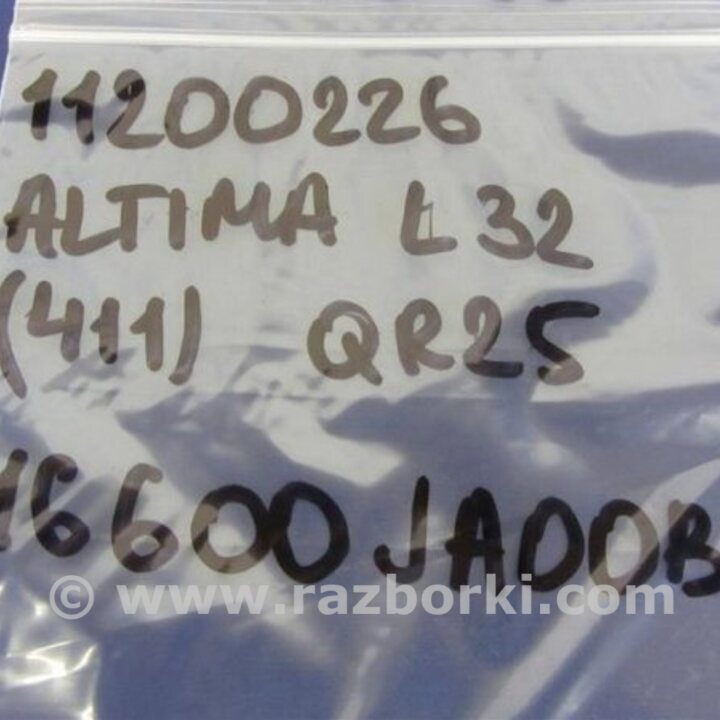 11200226
ALTIMA L32
(411) QR25
16600JA00B
© www.razborki.com